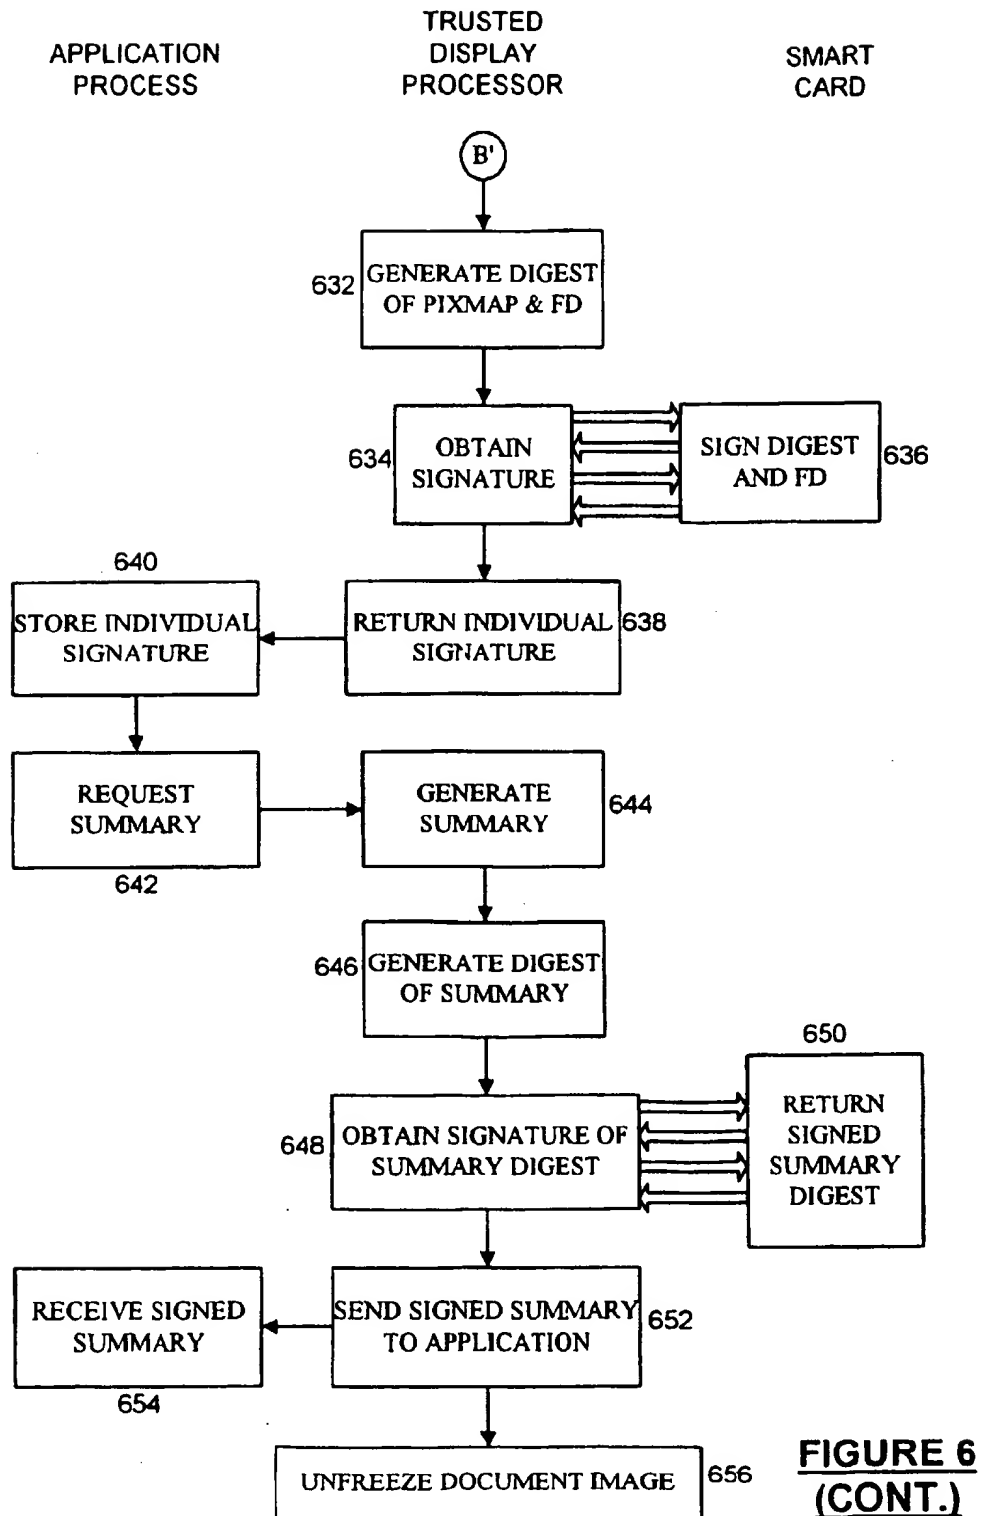 APPLICATION
PROCESS
TRUSTED
DISPLAY
PROCESSOR
SMART
CARD
B'
632
GENERATE DIGEST
OF PIXMAP & FD
634
OBTAIN
SIGNATURE
SIGN DIGEST
AND FD
636
640
STORE INDIVIDUAL
SIGNATURE
RETURN INDIVIDUAL
SIGNATURE
638
REQUEST
SUMMARY
642
GENERATE
SUMMARY
644
646
GENERATE DIGEST
OF SUMMARY
648
OBTAIN SIGNATURE OF
SUMMARY DIGEST
650
RETURN
SIGNED
SUMMARY
DIGEST
RECEIVE SIGNED
SUMMARY
654
SEND SIGNED SUMMARY
TO APPLICATION
652
UNFREEZE DOCUMENT IMAGE
656
FIGURE 6
(CONT.)